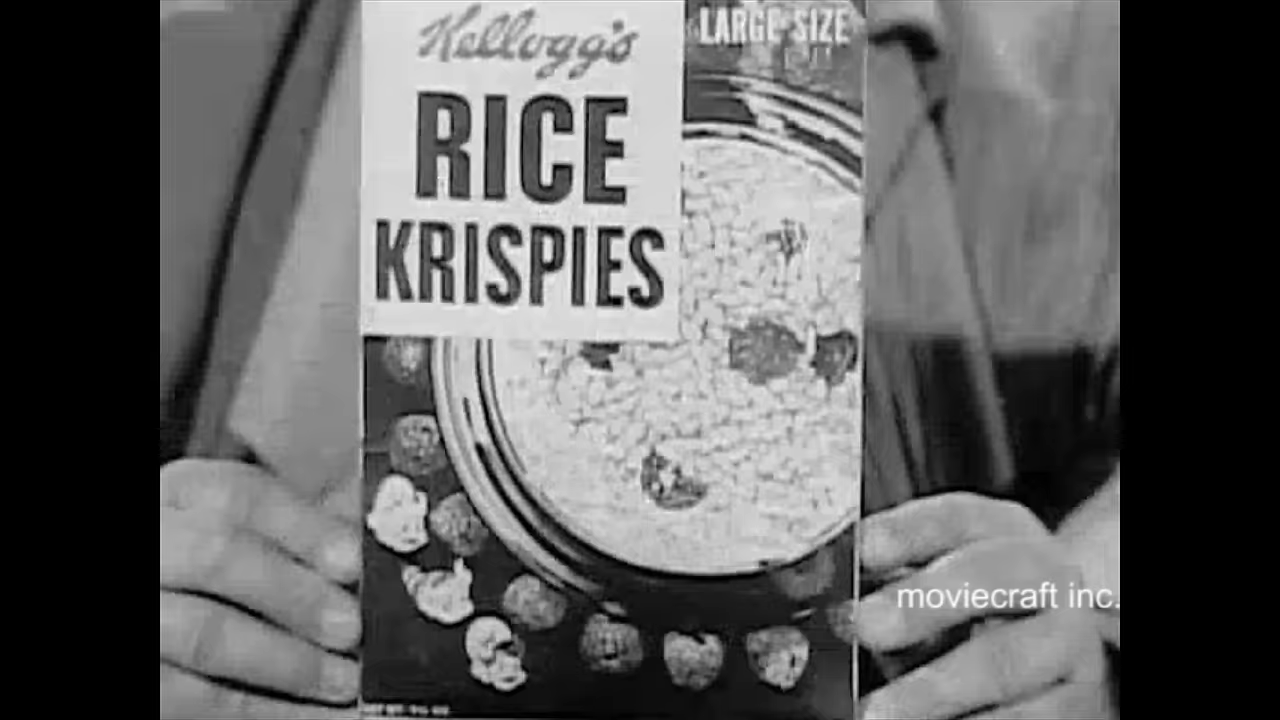 Kellogg's
LARGE SIZE
RICE
KRISPIES
moviecraft inc.